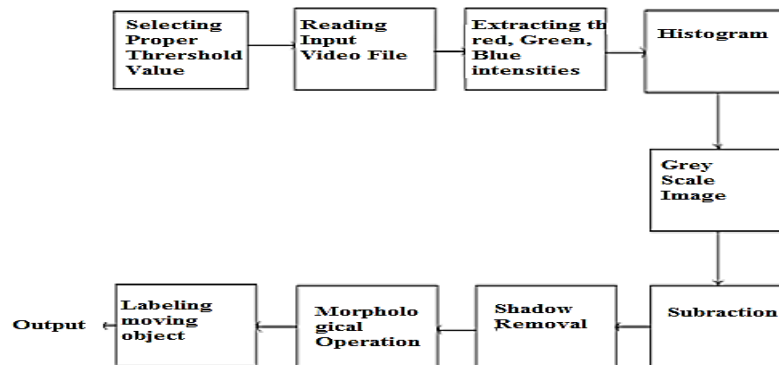 Selecting
Proper
Thrershold
Value
Reading
Input
Video File
Extracting th
red, Green,
Blue
intensities
Histogram
Grey
Scale
Image
Subraction
Shadow
Removal
Morpholo
gical
Operation
Labeling
moving
object
Output